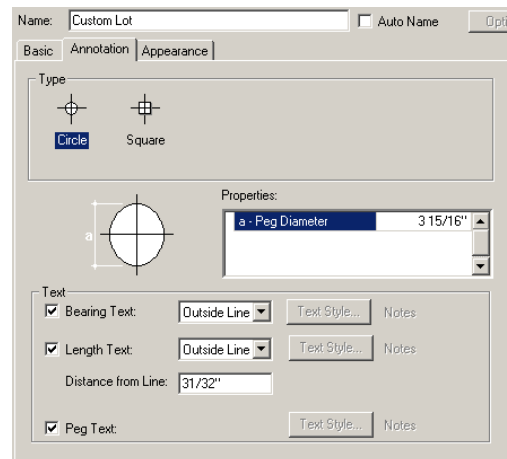 Name: Custom Lot Auto Name Opti
Basic Annotation Appearance
Type
Circle Square
Properties:
a - Peg Diameter 3 15/16"
a
Text
Bearing Text: Outside Line Text Style... Notes
Length Text: Outside Line Text Style... Notes
Distance from Line: 31/32"
Peg Text: Text Style... Notes